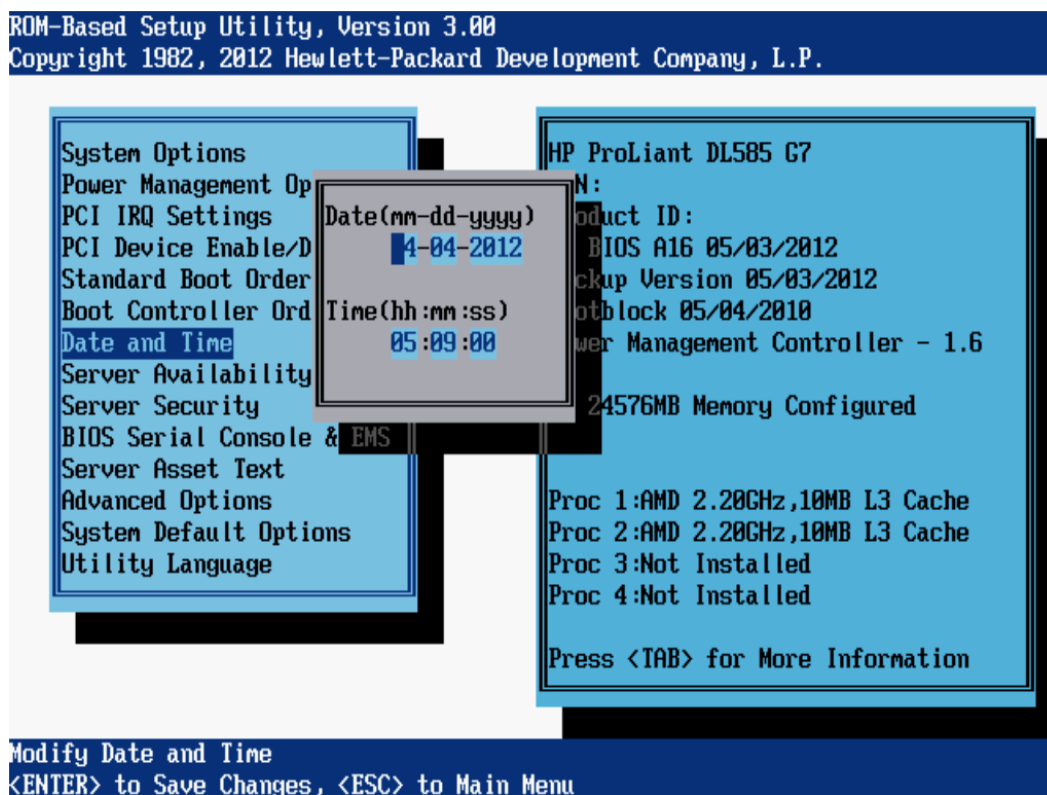 ROM-Based Setup Utility, Version 3.00
Copyright 1982, 2012 Hewlett-Packard Development Company, L.P.
System Options
Power Management Op
PCI IRQ Settings
PCI Device Enable/D
Standard Boot Order
Boot Controller Ord
Date and Time
Server Availability
Server Security
BIOS Serial Console & EMS
Server Asset Text
Advanced Options
System Default Options
Utility Language
Date(mm-dd-yyyy)
4-04-2012
Time(hh:mm:ss)
05:09:00
HP ProLiant DL585 G7
N:
oduct ID:
BIOS A16 05/03/2012
ckup Version 05/03/2012
otblock 05/04/2010
wer Management Controller - 1.6
24576MB Memory Configured
Proc 1:AMD 2.20GHz,10MB L3 Cache
Proc 2:AMD 2.20GHz,10MB L3 Cache
Proc 3:Not Installed
Proc 4:Not Installed
Press <TAB> for More Information
Modify Date and Time
<ENTER> to Save Changes, <ESC> to Main Menu